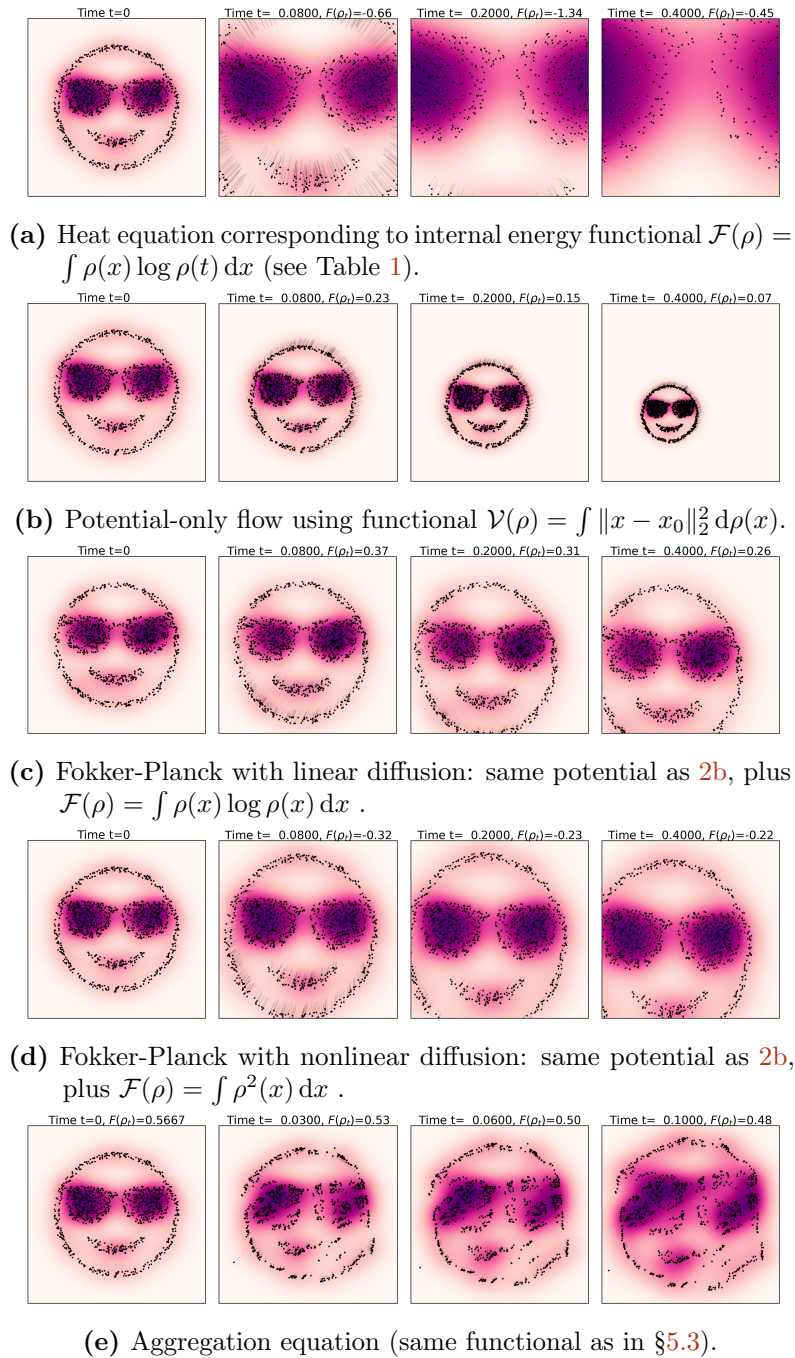 Time t=0
Time t= 0.0800, F(ρt)=-0.66
Time t= 0.2000, F(ρt)=-1.34
Time t= 0.4000, F(ρt)=-0.45
(a) Heat equation corresponding to internal energy functional F(ρ) =
∫ ρ(x) log ρ(t) dx (see Table 1).
Time t=0
Time t= 0.0800, F(ρt)=0.23
Time t= 0.2000, F(ρt)=0.15
Time t= 0.4000, F(ρt)=0.07
(b) Potential-only flow using functional V(ρ) = ∫ ‖x − x₀‖₂² dρ(x).
Time t=0
Time t= 0.0800, F(ρt)=0.37
Time t= 0.2000, F(ρt)=0.31
Time t= 0.4000, F(ρt)=0.26
(c) Fokker-Planck with linear diffusion: same potential as 2b, plus
F(ρ) = ∫ ρ(x) log ρ(x) dx .
Time t=0
Time t= 0.0800, F(ρt)=-0.32
Time t= 0.2000, F(ρt)=-0.23
Time t= 0.4000, F(ρt)=-0.22
(d) Fokker-Planck with nonlinear diffusion: same potential as 2b,
plus F(ρ) = ∫ ρ²(x) dx .
Time t=0, F(ρt)=0.5667
Time t= 0.0300, F(ρt)=0.53
Time t= 0.0600, F(ρt)=0.50
Time t= 0.1000, F(ρt)=0.48
(e) Aggregation equation (same functional as in §5.3).